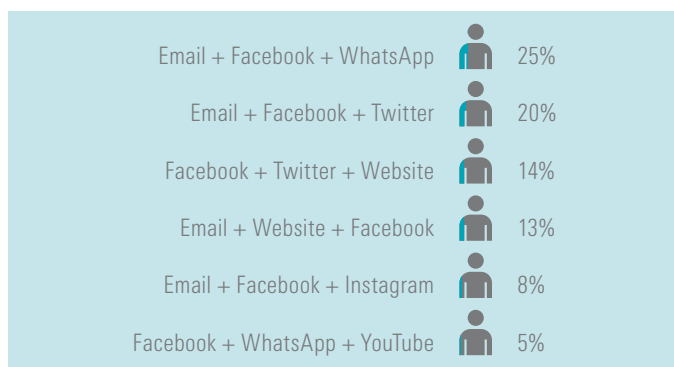 Email + Facebook + WhatsApp 25%
Email + Facebook + Twitter 20%
Facebook + Twitter + Website 14%
Email + Website + Facebook 13%
Email + Facebook + Instagram 8%
Facebook + WhatsApp + YouTube 5%